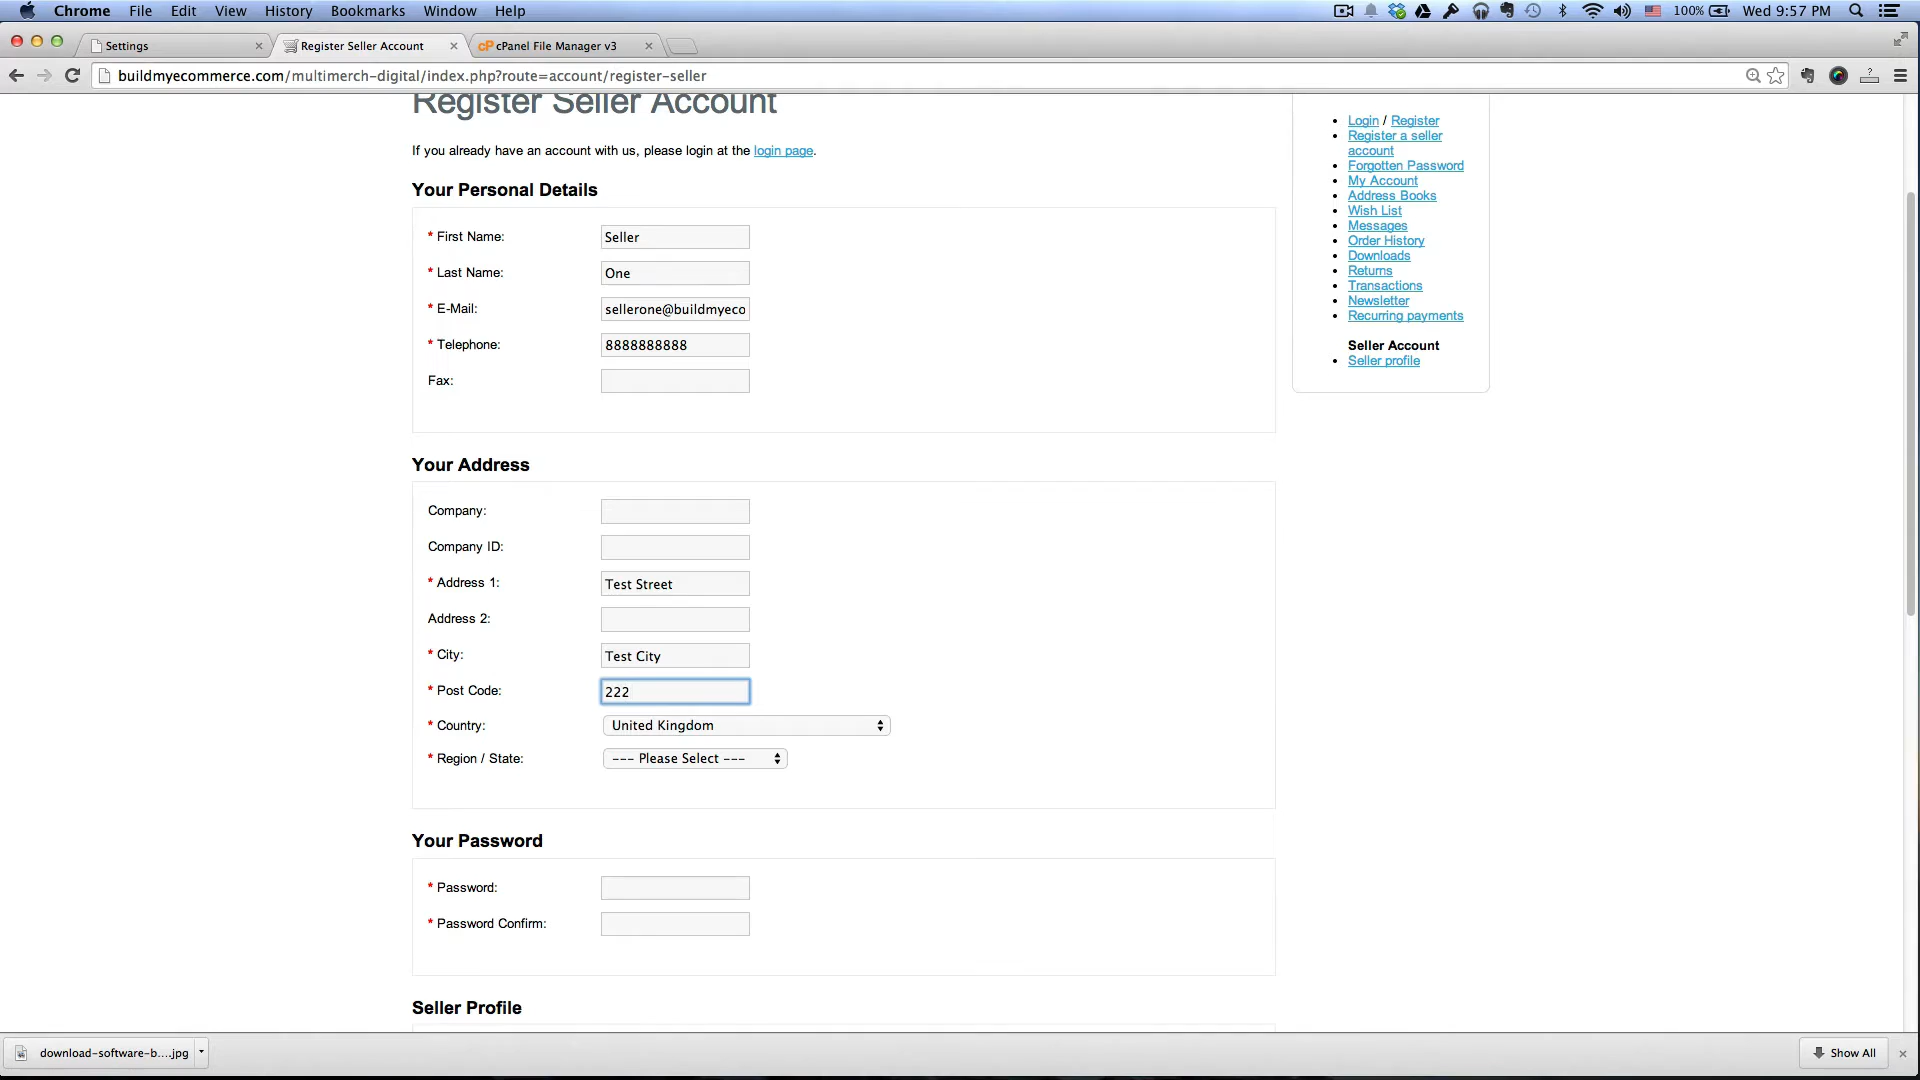 Chrome File Edit View History Bookmarks Window Help 100% Wed 9:57 PM
Settings Register Seller Account cP cPanel File Manager v3
buildmyecommerce.com/multimerch-digital/index.php?route=account/register-seller
Register Seller Account
If you already have an account with us, please login at the login page.
Your Personal Details
* First Name: Seller
* Last Name: One
* E-Mail: sellerone@buildmyeco
* Telephone: 8888888888
Fax:
Your Address
Company:
Company ID:
* Address 1: Test Street
Address 2:
* City: Test City
* Post Code: 222
* Country: United Kingdom
* Region / State: --- Please Select ---
Your Password
* Password:
* Password Confirm:
Seller Profile
Login / Register
Register a seller
account
Forgotten Password
My Account
Address Books
Wish List
Messages
Order History
Downloads
Returns
Transactions
Newsletter
Recurring payments
Seller Account
Seller profile
download-software-b....jpg Show All